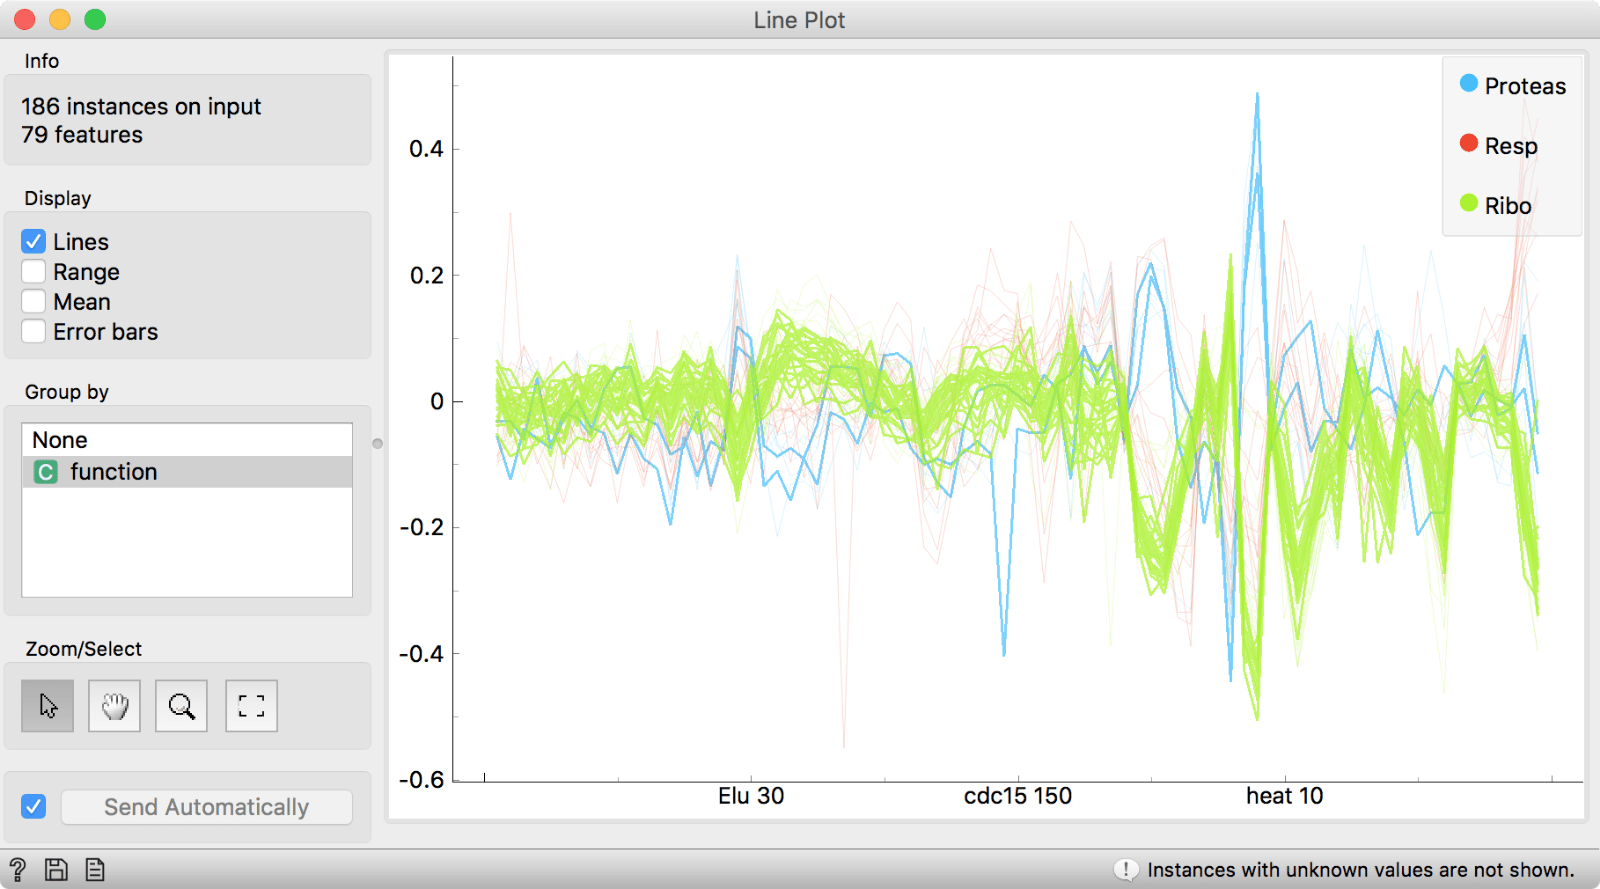 Line Plot
Info
186 instances on input
79 features
Display
Lines
Range
Mean
Error bars
Group by
None
C function
Zoom/Select
Send Automatically
0.4
0.2
0
-0.2
-0.4
-0.6
Elu 30
cdc15 150
heat 10
Proteas
Resp
Ribo
? ! Instances with unknown values are not shown.